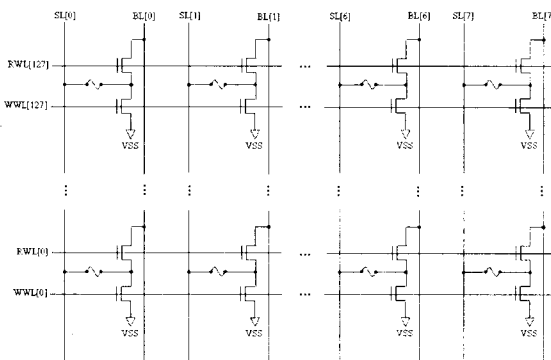 SL[0] BL[0] SL[1] BL[1] SL[6] BL[6] SL[7] BL[7
RWL[127]
WWL[127]
VSS VSS VSS VSS
RWL[0]
WWL[0]
VSS VSS VSS VSS